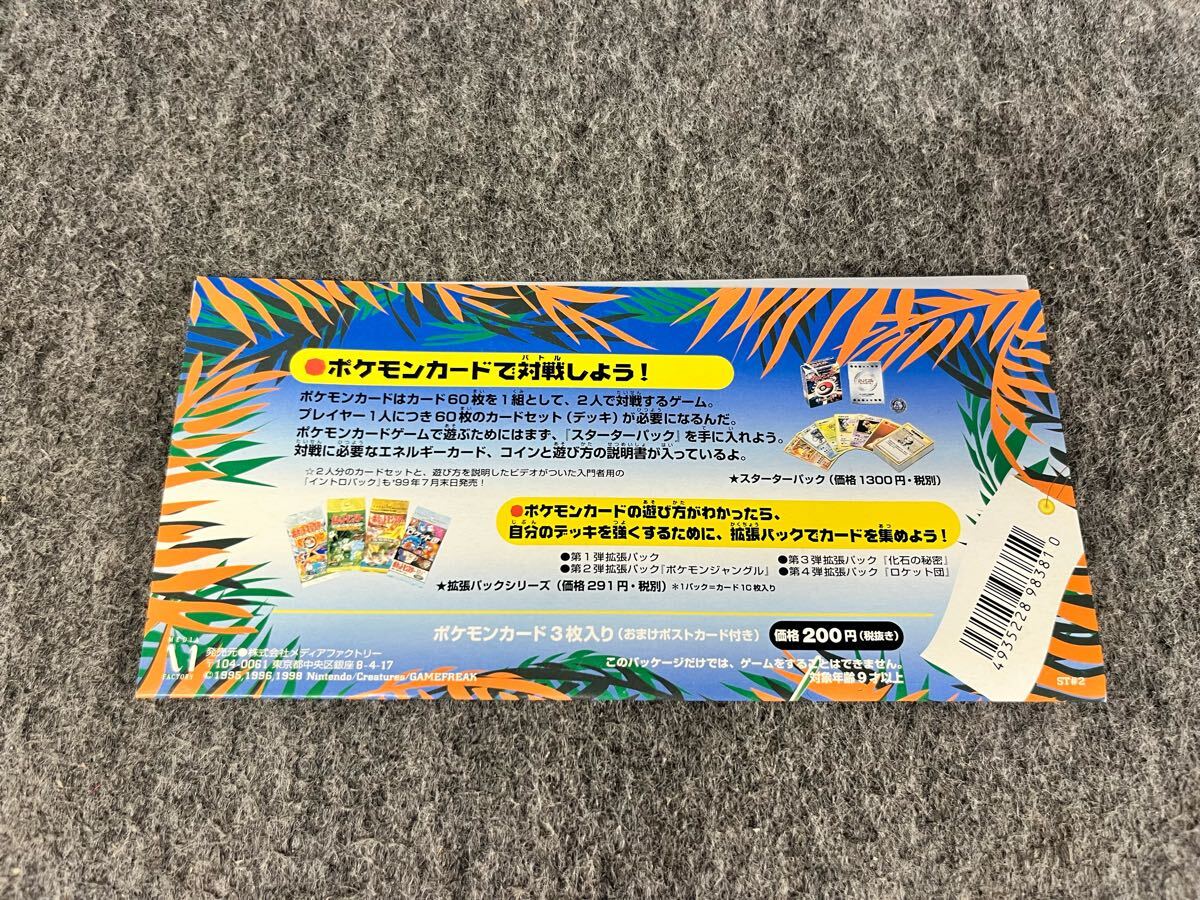 ●ポケモンカードで対戦しよう！
バトル
ポケモンカードはカード60枚を1組として、2人で対戦するゲーム。
プレイヤー1人につき60枚のカードセット（デッキ）が必要になるんだ。
ポケモンカードゲームで遊ぶためにはまず、『スターターパック』を手に入れよう。
対戦に必要なエネルギーカード、コインと遊び方の説明書が入っているよ。
☆2人分のカードセットと、遊び方を説明したビデオがついた入門者用の
「イントロパック」も'99年7月末日発売！
★スターターパック（価格1300円・税別）
●ポケモンカードの遊び方がわかったら、
自分のデッキを強くするために、拡張パックでカードを集めよう！
●第1弾拡張パック
●第2弾拡張パック『ポケモンジャングル』
●第3弾拡張パック『化石の秘密』
●第4弾拡張パック『ロケット団』
★拡張パックシリーズ（価格291円・税別）＊1パック＝カード10枚入り
ポケモンカード3枚入り（おまけポストカード付き）
価格200円（税抜き）
このパッケージだけでは、ゲームをすることはできません。
対象年齢9才以上
MEDIA
FACTORY
発売元●株式会社メディアファクトリー
〒104-0061 東京都中央区銀座8-4-17
©1995,1996,1998 Nintendo/Creatures/GAMEFREAK
4935228983810
ST#2